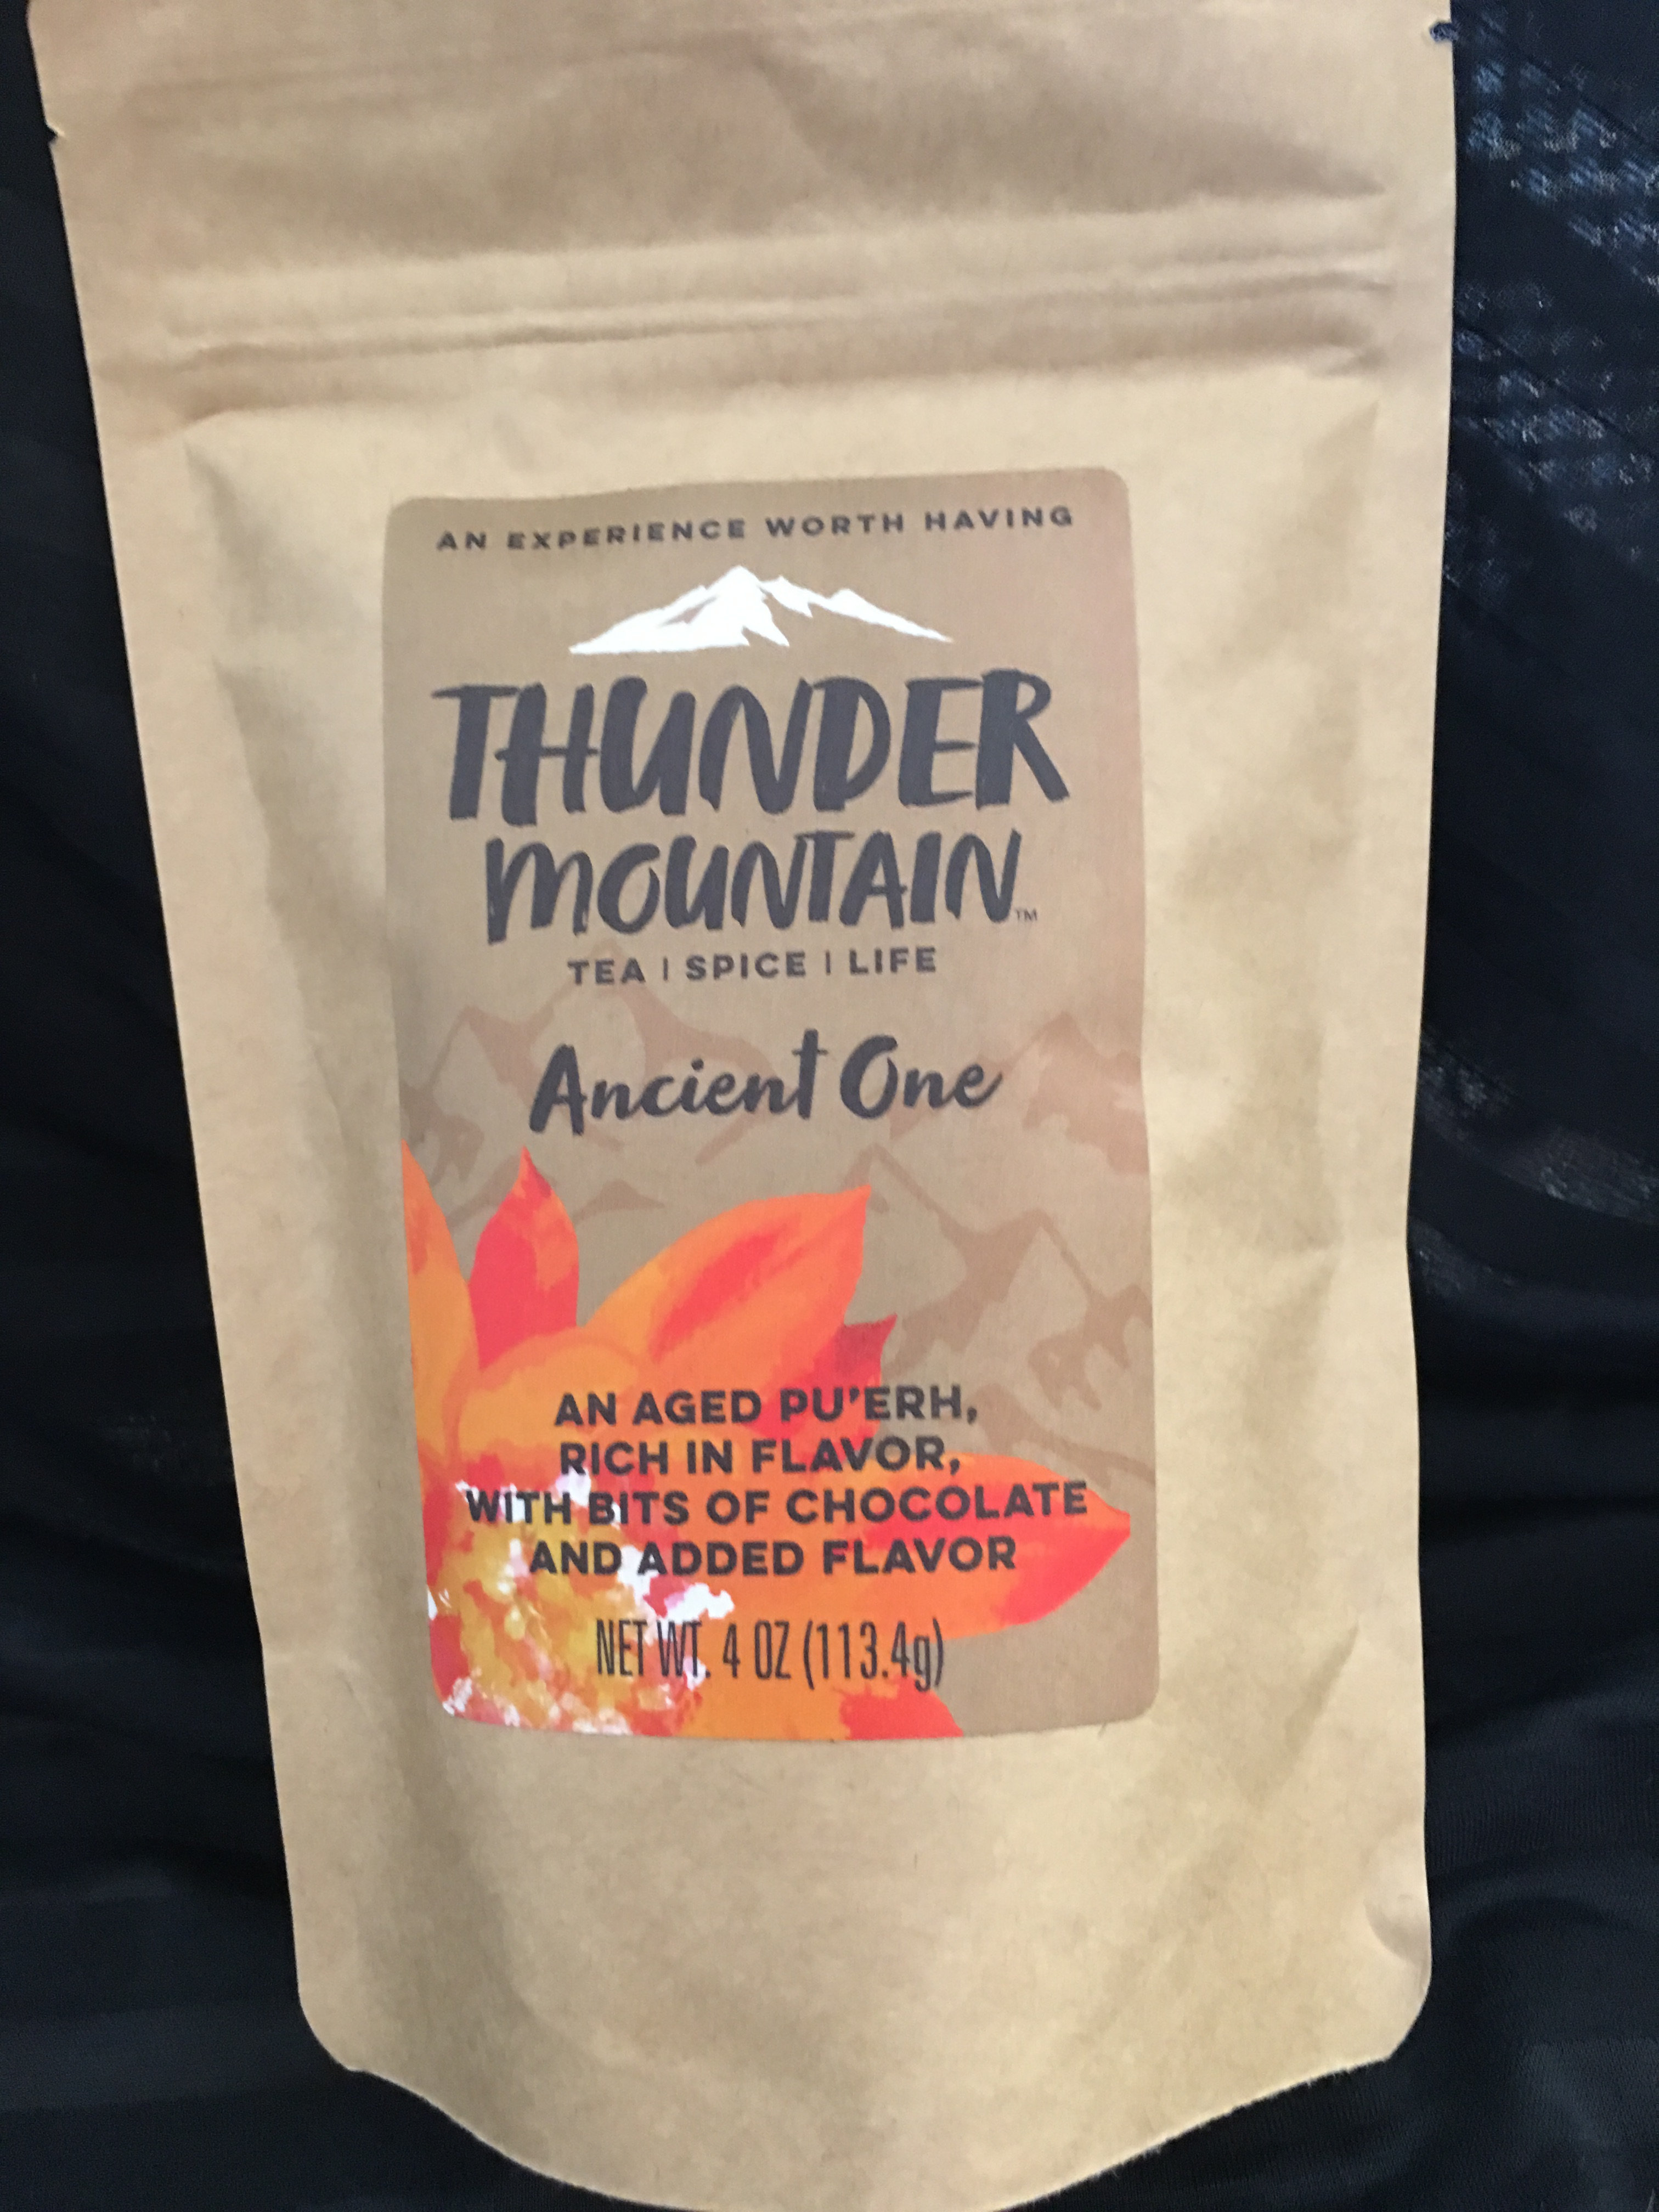 AN EXPERIENCE WORTH HAVING
THUNDER
MOUNTAIN™
TEA | SPICE | LIFE
Ancient One
AN AGED PU'ERH,
RICH IN FLAVOR,
WITH BITS OF CHOCOLATE
AND ADDED FLAVOR
NET WT. 4 OZ (113.4g)